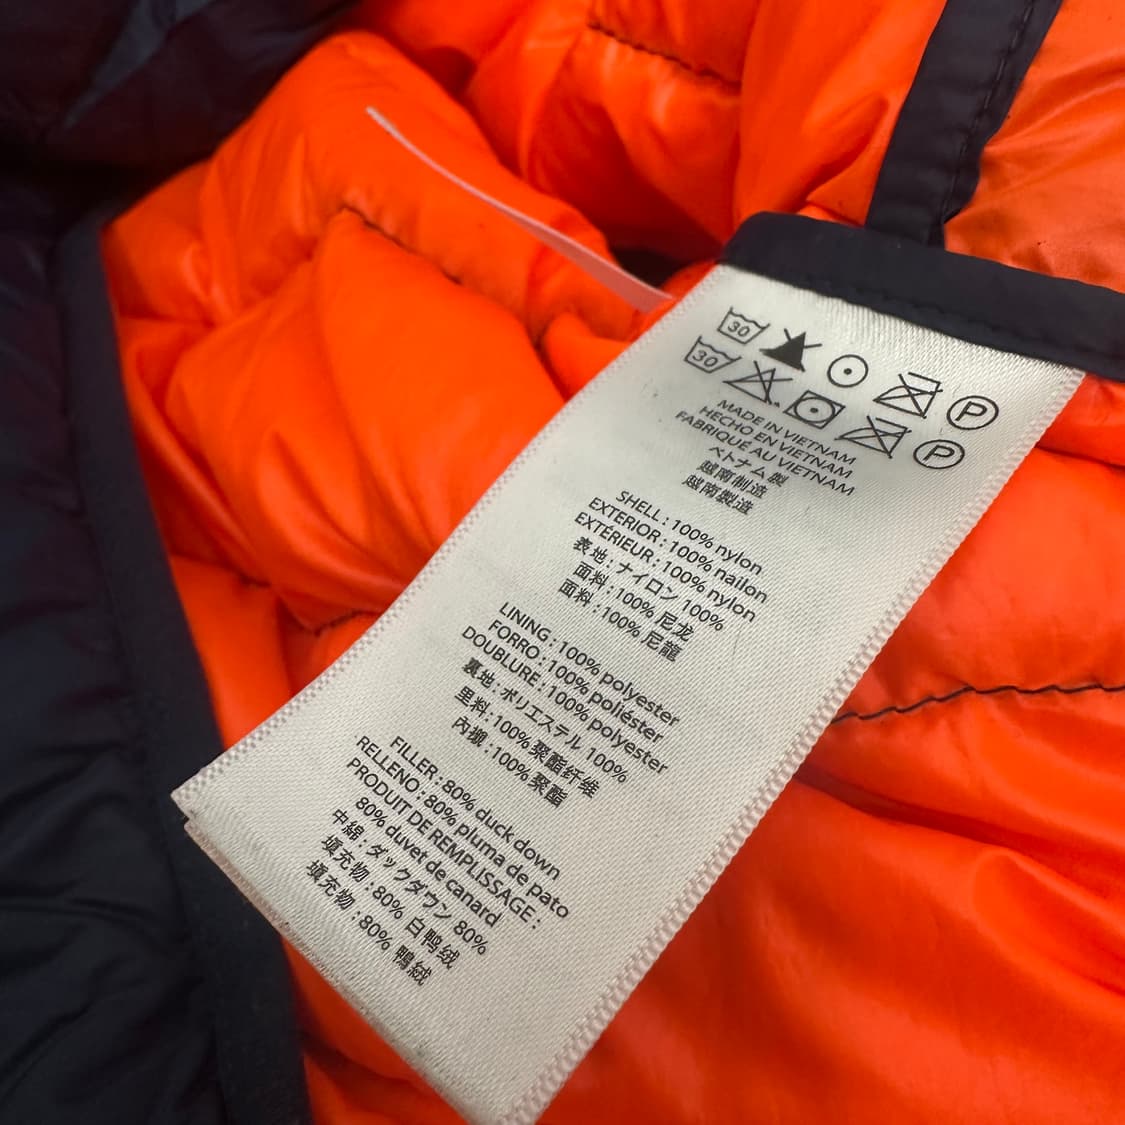 30 P
30 P
MADE IN VIETNAM
HECHO EN VIETNAM
FABRIQUÉ AU VIETNAM
ベトナム製
越南制造
越南製造
SHELL : 100% nylon
EXTERIOR : 100% nailon
EXTÉRIEUR : 100% nylon
表地 : ナイロン 100%
面料 : 100% 尼龙
面料 : 100% 尼龍
LINING : 100% polyester
FORRO : 100% poliéster
DOUBLURE : 100% polyester
裏地 : ポリエステル 100%
里料 : 100% 聚酯纤维
內襯 : 100% 聚酯
FILLER : 80% duck down
RELLENO : 80% pluma de pato
PRODUIT DE REMPLISSAGE :
80% duvet de canard
中綿 : ダックダウン 80%
填充物 : 80% 白鸭绒
填充物 : 80% 鴨絨